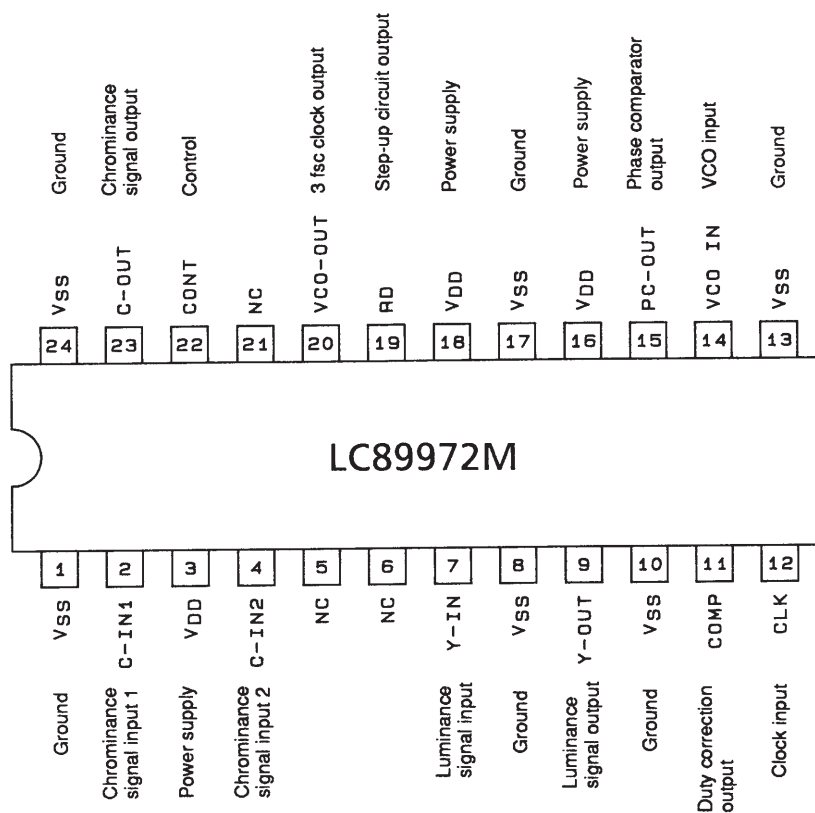 Ground
Chrominance
signal output
Control
3 fsc clock output
Step-up circuit output
Power supply
Ground
Power supply
Phase comparator
output
VCO input
Ground
VSS
C-OUT
CONT
NC
VCO-OUT
RD
VDD
VSS
VDD
PC-OUT
VCO IN
VSS
24
23
22
21
20
19
18
17
16
15
14
13
LC89972M
1
2
3
4
5
6
7
8
9
10
11
12
VSS
C-IN1
VDD
C-IN2
NC
NC
Y-IN
VSS
Y-OUT
VSS
COMP
CLK
Ground
Chrominance
signal input 1
Power supply
Chrominance
signal input 2
Luminance
signal input
Ground
Luminance
signal output
Ground
Duty correction
output
Clock input